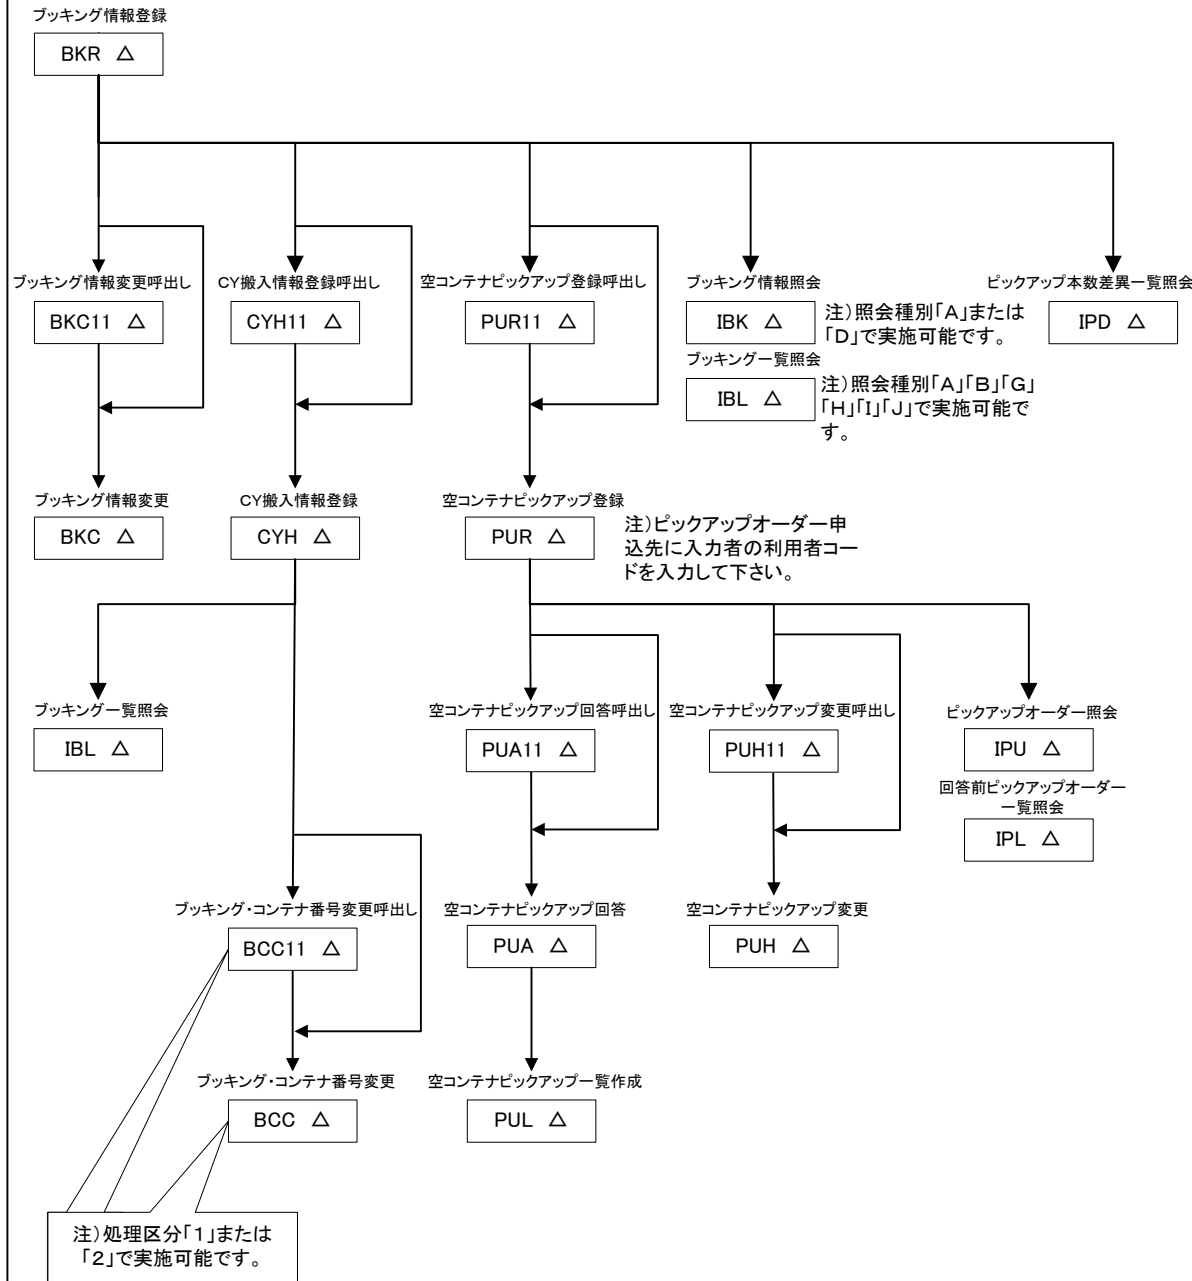 ブッキング情報登録
BKR △
ブッキング情報変更呼出し
BKC11 △
CY搬入情報登録呼出し
CYH11 △
空コンテナピックアップ登録呼出し
PUR11 △
ブッキング情報照会
IBK △
注)照会種別「A」または
「D」で実施可能です。
ピックアップ本数差異一覧照会
IPD △
ブッキング一覧照会
IBL △
注)照会種別「A」「B」「G」
「H」「I」「J」で実施可能で
す。
ブッキング情報変更
BKC △
CY搬入情報登録
CYH △
空コンテナピックアップ登録
PUR △
注)ピックアップオーダー申
込先に入力者の利用者コー
ドを入力して下さい。
ブッキング一覧照会
IBL △
空コンテナピックアップ回答呼出し
PUA11 △
空コンテナピックアップ変更呼出し
PUH11 △
ピックアップオーダー照会
IPU △
回答前ピックアップオーダー
一覧照会
IPL △
ブッキング・コンテナ番号変更呼出し
BCC11 △
空コンテナピックアップ回答
PUA △
空コンテナピックアップ変更
PUH △
ブッキング・コンテナ番号変更
BCC △
空コンテナピックアップ一覧作成
PUL △
注)処理区分「1」または
「2」で実施可能です。